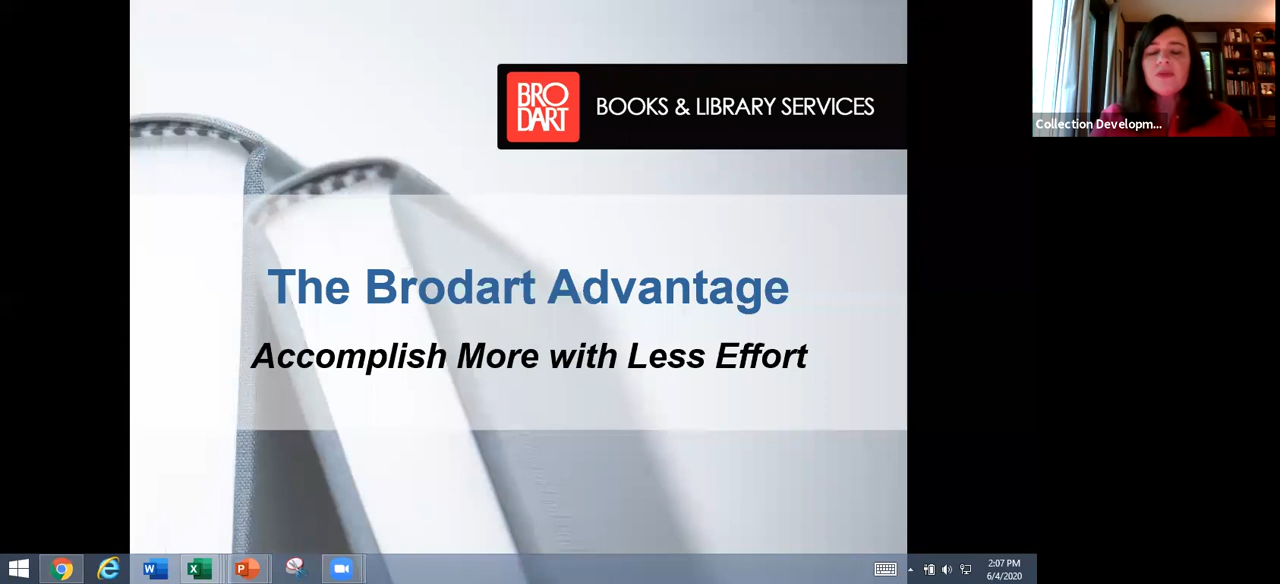 BRO
DART
BOOKS & LIBRARY SERVICES
Collection Developm...
The Brodart Advantage
Accomplish More with Less Effort
2:07 PM
6/4/2020